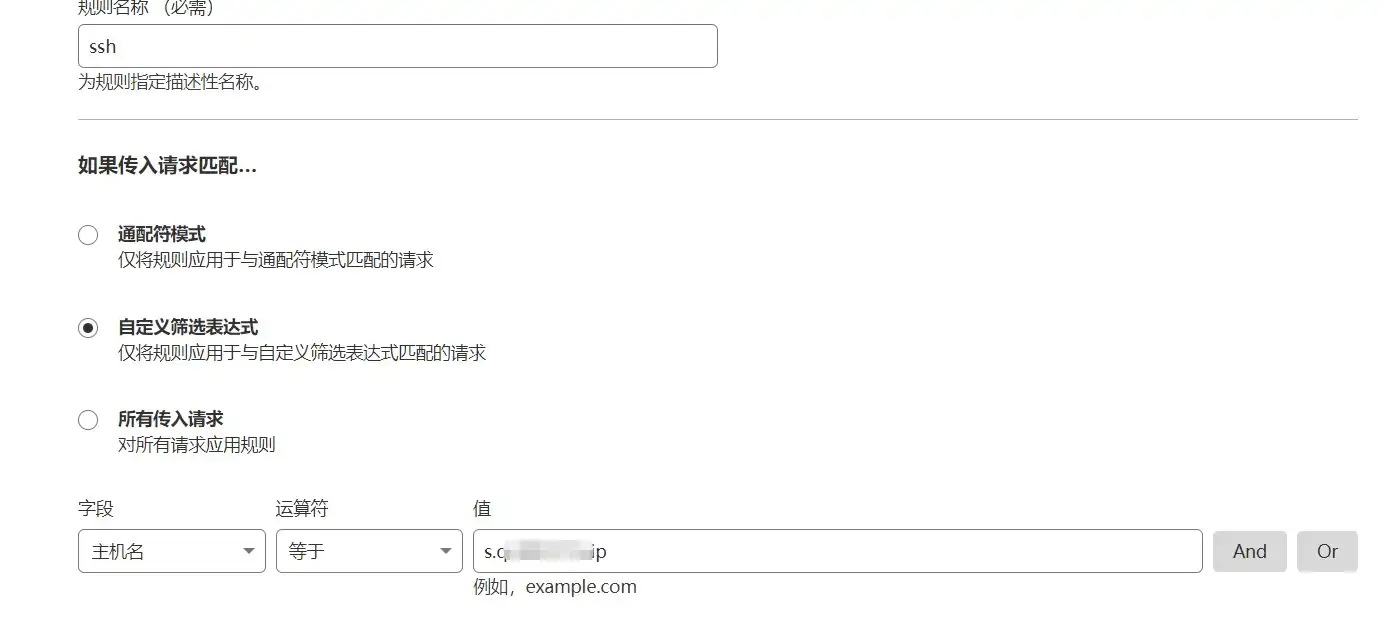 规则名称 （必需）
ssh
为规则指定描述性名称。
如果传入请求匹配...
通配符模式
仅将规则应用于与通配符模式匹配的请求
自定义筛选表达式
仅将规则应用于与自定义筛选表达式匹配的请求
所有传入请求
对所有请求应用规则
字段 运算符 值
主机名 等于 And Or
例如，example.com